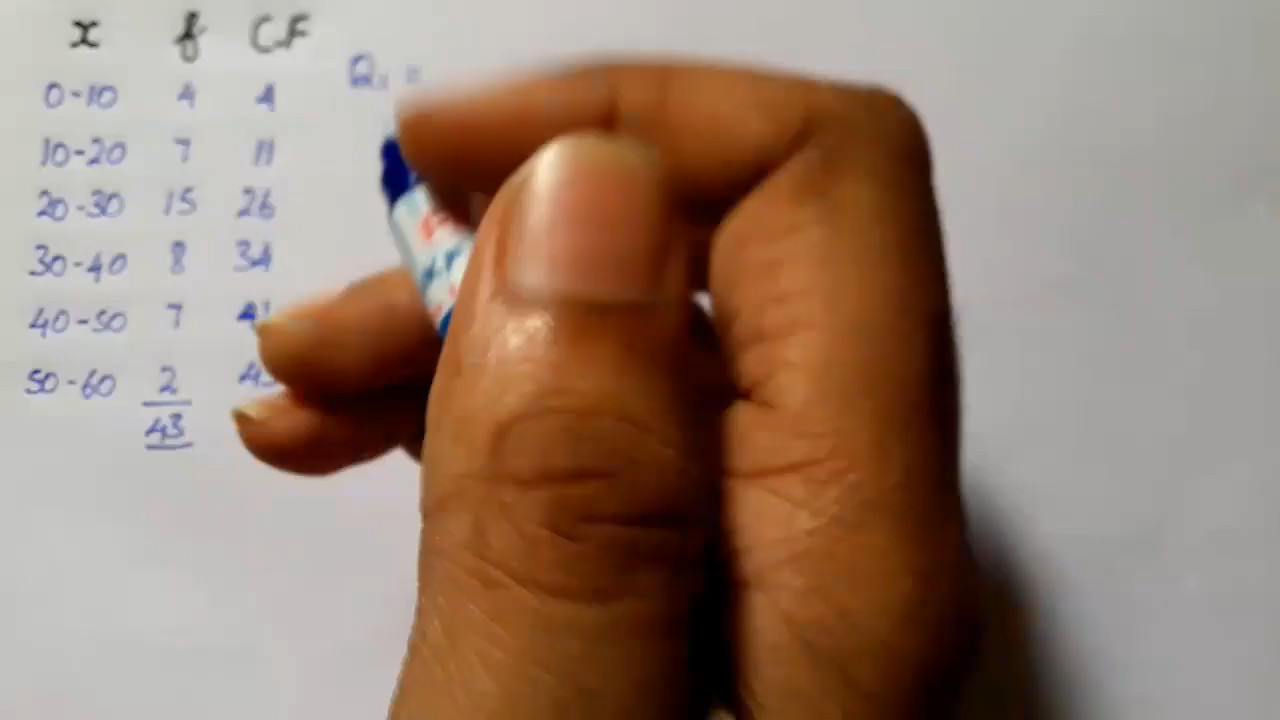 x f C.F
0-10 4 4 Q₁ =
10-20 7 11
20-30 15 26
30-40 8 34
40-50 7
50-60 2
43